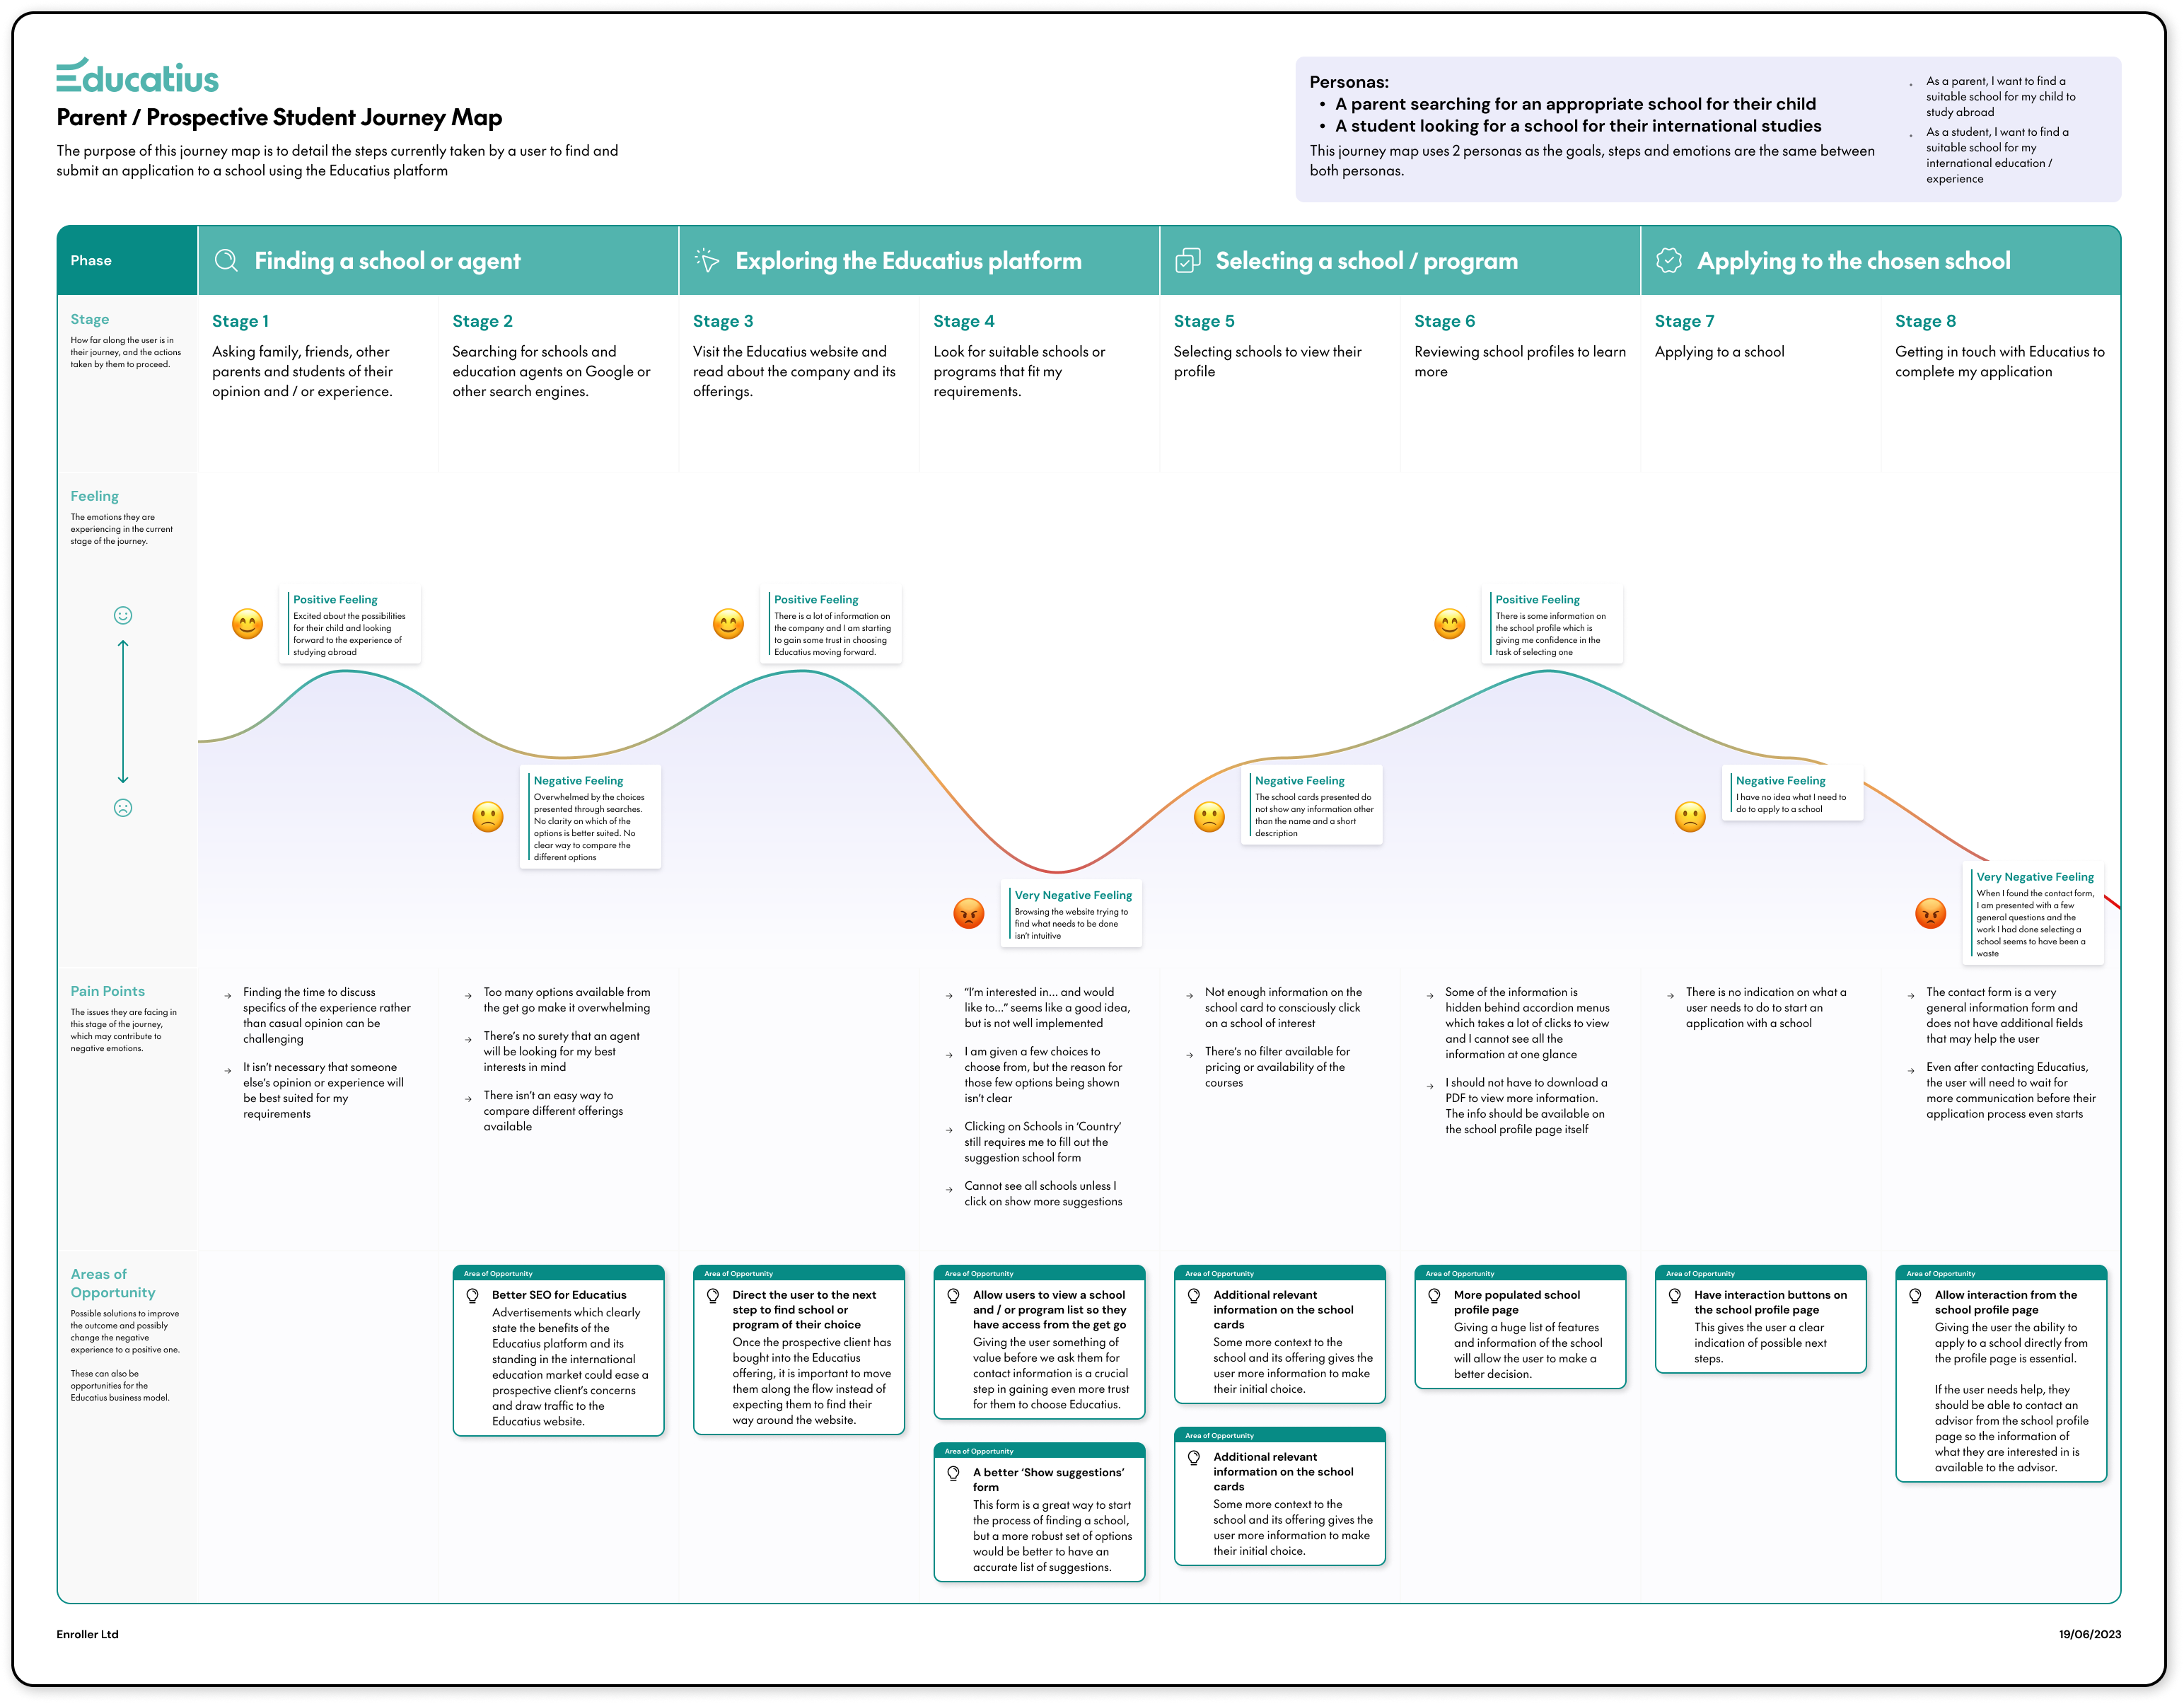 Educatius
Parent / Prospective Student Journey Map
The purpose of this journey map is to detail the steps currently taken by a user to find and
submit an application to a school using the Educatius platform
Personas:
• A parent searching for an appropriate school for their child
• A student looking for a school for their international studies
This journey map uses 2 personas as the goals, steps and emotions are the same between
both personas.
• As a parent, I want to find a
suitable school for my child to
study abroad
• As a student, I want to find a
suitable school for my
international education /
experience
Phase
Finding a school or agent
Exploring the Educatius platform
Selecting a school / program
Applying to the chosen school
Stage
How far along the user is in
their journey, and the actions
taken by them to proceed.
Stage 1
Asking family, friends, other
parents and students of their
opinion and / or experience.
Stage 2
Searching for schools and
education agents on Google or
other search engines.
Stage 3
Visit the Educatius website and
read about the company and its
offerings.
Stage 4
Look for suitable schools or
programs that fit my
requirements.
Stage 5
Selecting schools to view their
profile
Stage 6
Reviewing school profiles to learn
more
Stage 7
Applying to a school
Stage 8
Getting in touch with Educatius to
complete my application
Feeling
The emotions they are
experiencing in the current
stage of the journey.
Positive Feeling
Excited about the possibilities
for their child and looking
forward to the experience of
studying abroad
Negative Feeling
Overwhelmed by the choices
presented through searches.
No clarity on which of the
options is better suited. No
clear way to compare the
different options
Positive Feeling
There is a lot of information on
the company and I am starting
to gain some trust in choosing
Educatius moving forward.
Very Negative Feeling
Browsing the website trying to
find what needs to be done
isn't intuitive
Negative Feeling
The school cards presented do
not show any information other
than the name and a short
description
Positive Feeling
There is some information on
the school profile which is
giving me confidence in the
task of selecting one
Negative Feeling
I have no idea what I need to
do to apply to a school
Very Negative Feeling
When I found the contact form,
I am presented with a few
general questions and the
work I had done selecting a
school seems to have been a
waste
Pain Points
The issues they are facing in
this stage of the journey,
which may contribute to
negative emotions.
→ Finding the time to discuss
specifics of the experience rather
than casual opinion can be
challenging
→ It isn't necessary that someone
else's opinion or experience will
be best suited for my
requirements
→ Too many options available from
the get go make it overwhelming
→ There's no surety that an agent
will be looking for my best
interests in mind
→ There isn't an easy way to
compare different offerings
available
→ "I'm interested in... and would
like to..." seems like a good idea,
but is not well implemented
→ I am given a few choices to
choose from, but the reason for
those few options being shown
isn't clear
→ Clicking on Schools in 'Country'
still requires me to fill out the
suggestion school form
→ Cannot see all schools unless I
click on show more suggestions
→ Not enough information on the
school card to consciously click
on a school of interest
→ There's no filter available for
pricing or availability of the
courses
→ Some of the information is
hidden behind accordion menus
which takes a lot of clicks to view
and I cannot see all the
information at one glance
→ I should not have to download a
PDF to view more information.
The info should be available on
the school profile page itself
→ There is no indication on what a
user needs to do to start an
application with a school
→ The contact form is a very
general information form and
does not have additional fields
that may help the user
→ Even after contacting Educatius,
the user will need to wait for
more communication before their
application process even starts
Areas of
Opportunity
Possible solutions to improve
the outcome and possibly
change the negative
experience to a positive one.
These can also be
opportunities for the
Educatius business model.
Area of Opportunity
Better SEO for Educatius
Advertisements which clearly
state the benefits of the
Educatius platform and its
standing in the international
education market could ease a
prospective client's concerns
and draw traffic to the
Educatius website.
Area of Opportunity
Direct the user to the next
step to find school or
program of their choice
Once the prospective client has
bought into the Educatius
offering, it is important to move
them along the flow instead of
expecting them to find their
way around the website.
Area of Opportunity
Allow users to view a school
and / or program list so they
have access from the get go
Giving the user something of
value before we ask them for
contact information is a crucial
step in gaining even more trust
for them to choose Educatius.
Area of Opportunity
A better 'Show suggestions'
form
This form is a great way to start
the process of finding a school,
but a more robust set of options
would be better to have an
accurate list of suggestions.
Area of Opportunity
Additional relevant
information on the school
cards
Some more context to the
school and its offering gives the
user more information to make
their initial choice.
Area of Opportunity
Additional relevant
information on the school
cards
Some more context to the
school and its offering gives the
user more information to make
their initial choice.
Area of Opportunity
More populated school
profile page
Giving a huge list of features
and information of the school
will allow the user to make a
better decision.
Area of Opportunity
Have interaction buttons on
the school profile page
This gives the user a clear
indication of possible next
steps.
Area of Opportunity
Allow interaction from the
school profile page
Giving the user the ability to
apply to a school directly from
the profile page is essential.
If the user needs help, they
should be able to contact an
advisor from the school profile
page so the information of
what they are interested in is
available to the advisor.
Enroller Ltd
19/06/2023